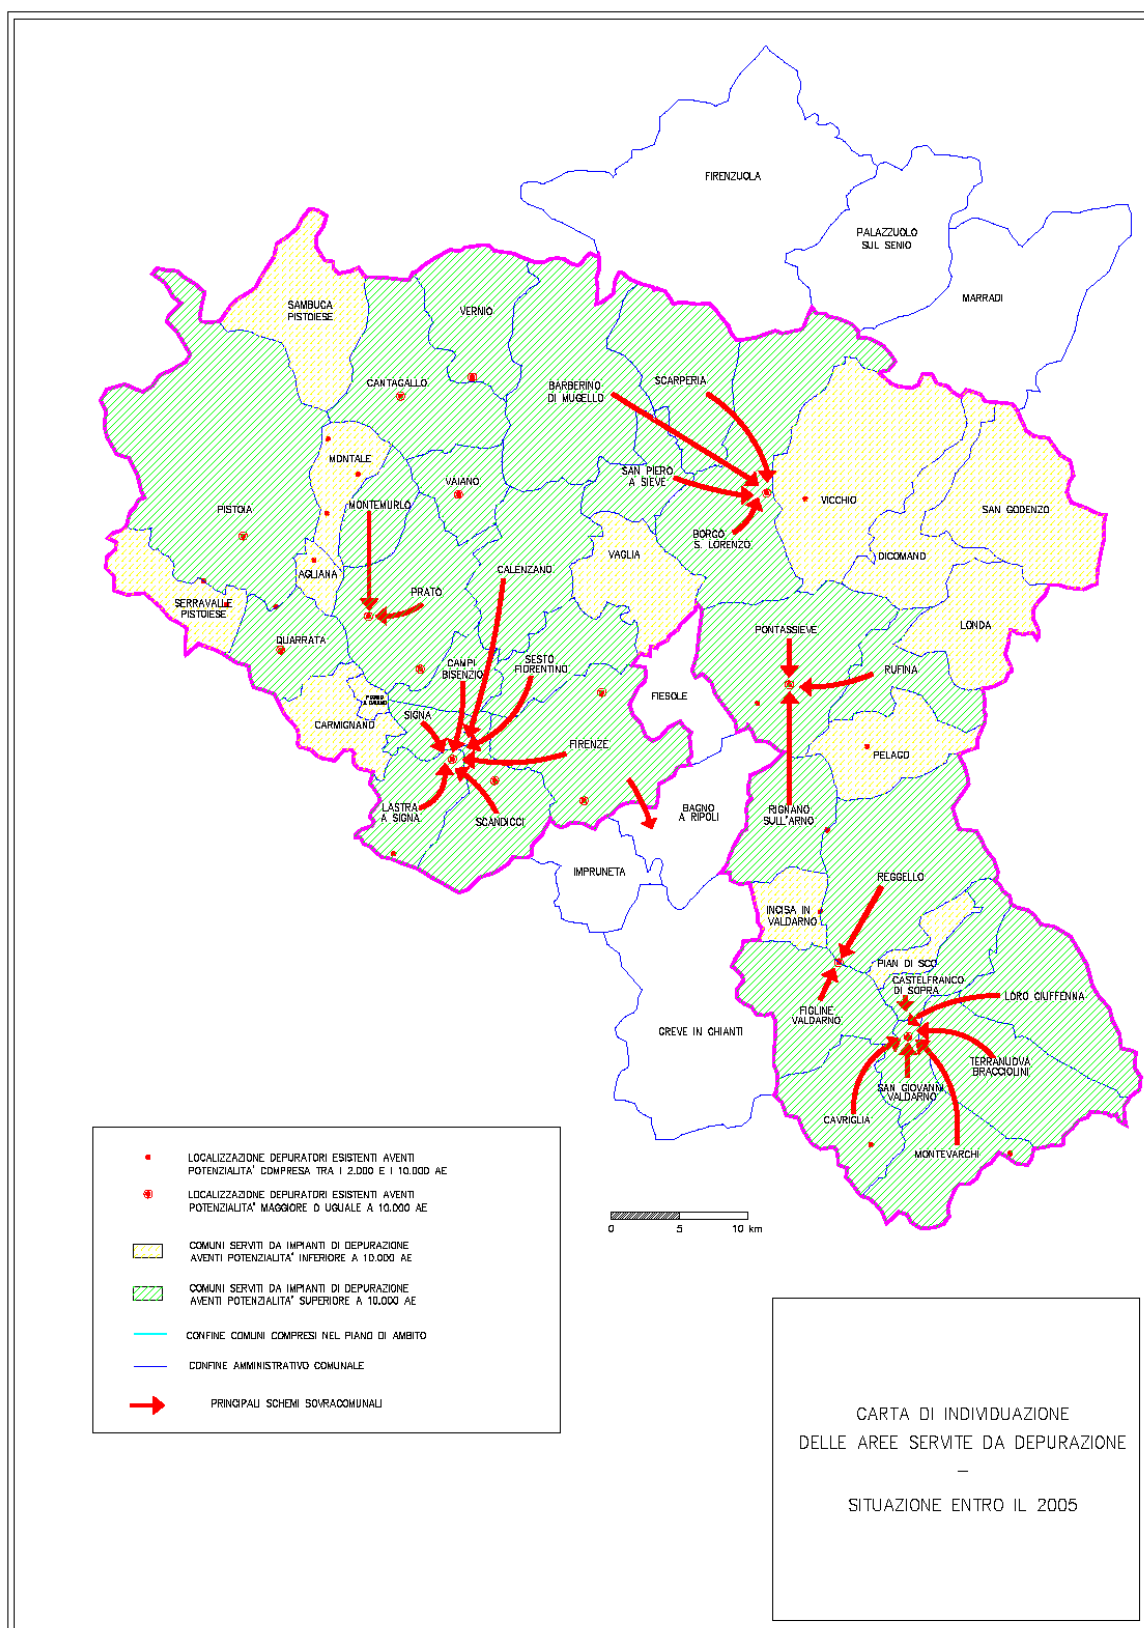 FIRENZUOLA
PALAZZUOLO
SUL SENIO
MARRADI
SAMBUCA
PISTOIESE
VERNIO
CANTAGALLO
BARBERINO
DI MUGELLO
SCARPERIA
MONTALE
VAIANO
SAN PIERO
A SIEVE
MONTEMURLO
VICCHIO
PISTOIA
SAN GODENZO
BORGO
S. LORENZO
VAGLIA
DICOMANO
AGLIANA
CALENZANO
PRATO
SERRAVALLE
PISTOIESE
LONDA
PONTASSIEVE
QUARRATA
CAMPI
BISENZIO
SESTO
FIORENTINO
RUFINA
FIESOLE
CARMIGNANO
SIGNA
FIRENZE
PELAGO
LASTRA
A SIGNA
SCANDICCI
BAGNO
A RIPOLI
RIGNANO
SULL'ARNO
IMPRUNETA
REGGELLO
INCISA IN
VALDARNO
PIAN DI SCO
CASTELFRANCO
DI SOPRA
LORO CIUFFENNA
FIGLINE
VALDARNO
GREVE IN CHIANTI
TERRANUOVA
BRACCIOLINI
SAN GIOVANNI
VALDARNO
CAVRIGLIA
MONTEVARCHI
LOCALIZZAZIONE DEPURATORI ESISTENTI AVENTI
POTENZIALITA' COMPRESA TRA I 2.000 E I 10.000 AE
LOCALIZZAZIONE DEPURATORI ESISTENTI AVENTI
POTENZIALITA' MAGGIORE O UGUALE A 10.000 AE
COMUNI SERVITI DA IMPIANTI DI DEPURAZIONE
AVENTI POTENZIALITA' INFERIORE A 10.000 AE
COMUNI SERVITI DA IMPIANTI DI DEPURAZIONE
AVENTI POTENZIALITA' SUPERIORE A 10.000 AE
CONFINE COMUNI COMPRESI NEL PIANO DI AMBITO
CONFINE AMMINISTRATIVO COMUNALE
PRINCIPALI SCHEMI SOVRACOMUNALI
0 5 10 km
CARTA DI INDIVIDUAZIONE
DELLE AREE SERVITE DA DEPURAZIONE
–
SITUAZIONE ENTRO IL 2005